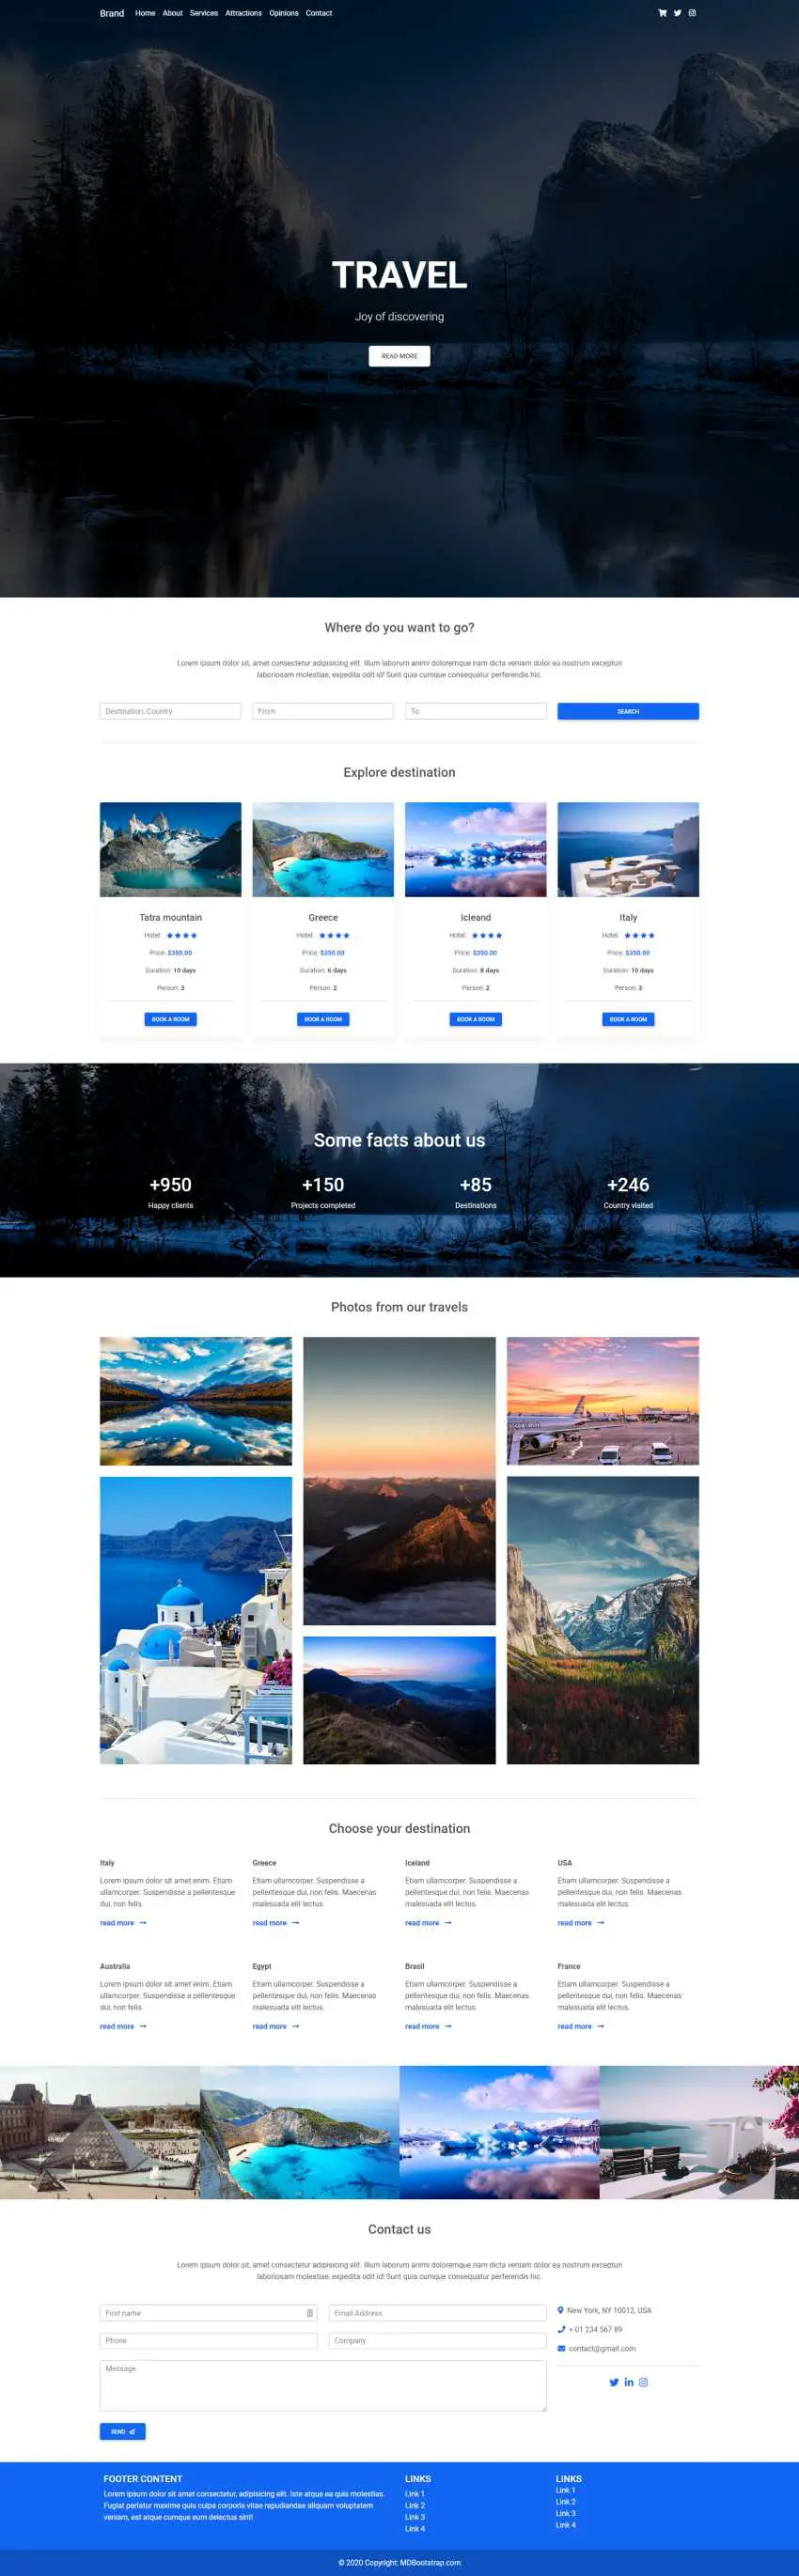 Brand Home About Services Attractions Opinions Contact
TRAVEL
Joy of discovering
READ MORE
Where do you want to go?
Lorem ipsum dolor sit, amet consectetur adipisicing elit. Illum laborum animi doloremque nam dicta veniam dolor ea nostrum excepturi
laboriosam molestiae, expedita odit id! Sunt quia cumque consequatur perferendis hic.
Destination, Country From To SEARCH
Explore destination
Tatra mountain
Hotel:
Price: $350.00
Duration: 10 days
Person: 3
BOOK A ROOM
Greece
Hotel:
Price: $350.00
Duration: 6 days
Person: 2
BOOK A ROOM
Icleand
Hotel:
Price: $350.00
Duration: 8 days
Person: 2
BOOK A ROOM
Italy
Hotel:
Price: $350.00
Duration: 10 days
Person: 3
BOOK A ROOM
Some facts about us
+950
Happy clients
+150
Projects completed
+85
Destinations
+246
Country visited
Photos from our travels
Choose your destination
Italy
Lorem ipsum dolor sit amet enim. Etiam
ullamcorper. Suspendisse a pellentesque
dui, non felis.
read more →
Greece
Etiam ullamcorper. Suspendisse a
pellentesque dui, non felis. Maecenas
malesuada elit lectus.
read more →
Iceland
Etiam ullamcorper. Suspendisse a
pellentesque dui, non felis. Maecenas
malesuada elit lectus.
read more →
USA
Etiam ullamcorper. Suspendisse a
pellentesque dui, non felis. Maecenas
malesuada elit lectus.
read more →
Australia
Lorem ipsum dolor sit amet enim. Etiam
ullamcorper. Suspendisse a pellentesque
dui, non felis.
read more →
Egypt
Etiam ullamcorper. Suspendisse a
pellentesque dui, non felis. Maecenas
malesuada elit lectus.
read more →
Brasil
Etiam ullamcorper. Suspendisse a
pellentesque dui, non felis. Maecenas
malesuada elit lectus.
read more →
France
Etiam ullamcorper. Suspendisse a
pellentesque dui, non felis. Maecenas
malesuada elit lectus.
read more →
Contact us
Lorem ipsum dolor sit, amet consectetur adipisicing elit. Illum laborum animi doloremque nam dicta veniam dolor ea nostrum excepturi
laboriosam molestiae, expedita odit id! Sunt quia cumque consequatur perferendis hic.
First name Email Address
Phone Company
Message
SEND
New York, NY 10012, USA
+ 01 234 567 89
contact@gmail.com
FOOTER CONTENT
Lorem ipsum dolor sit amet consectetur, adipisicing elit. Iste atque ea quis molestias.
Fugiat pariatur maxime quis culpa corporis vitae repudiandae aliquam voluptatem
veniam, est atque cumque eum delectus sint!
LINKS
Link 1
Link 2
Link 3
Link 4
LINKS
Link 1
Link 2
Link 3
Link 4
© 2020 Copyright: MDBootstrap.com